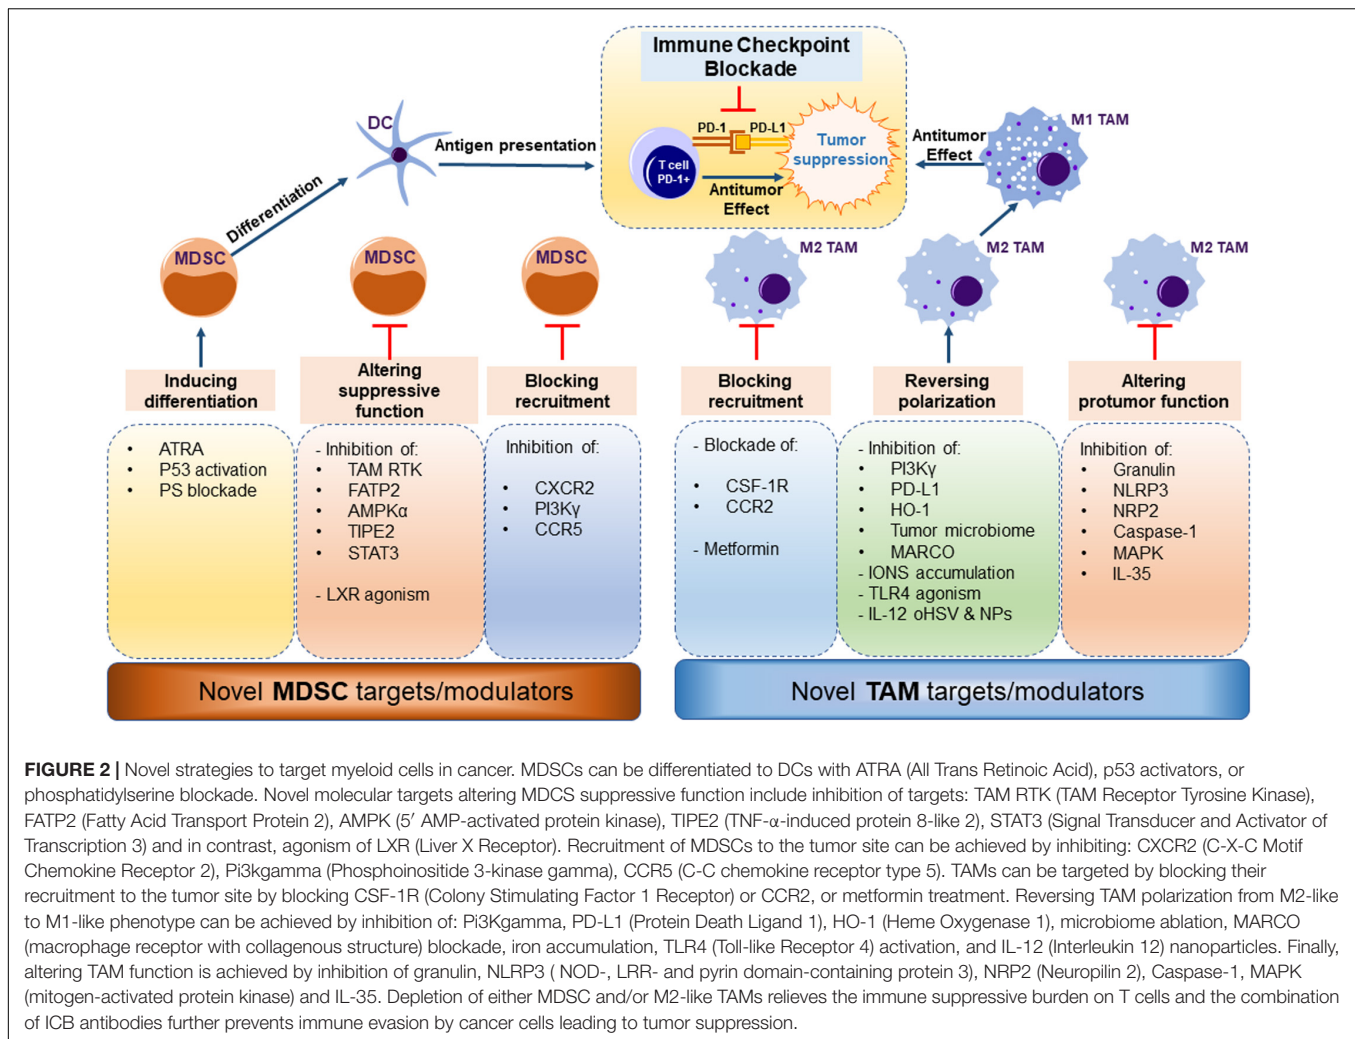 Immune Checkpoint
Blockade
PD-1
PD-L1
T cell
PD-1+
Antitumor
Effect
Tumor
suppression
DC
Antigen presentation
Differentiation
Antitumor
Effect
M1 TAM
MDSC
MDSC
MDSC
M2 TAM
M2 TAM
M2 TAM
Inducing
differentiation
• ATRA
• P53 activation
• PS blockade
Altering
suppressive
function
- Inhibition of:
• TAM RTK
• FATP2
• AMPKα
• TIPE2
• STAT3
- LXR agonism
Blocking
recruitment
Inhibition of:
• CXCR2
• PI3Kγ
• CCR5
Blocking
recruitment
- Blockade of:
• CSF-1R
• CCR2
- Metformin
Reversing
polarization
- Inhibition of:
• PI3Kγ
• PD-L1
• HO-1
• Tumor microbiome
• MARCO
- IONS accumulation
- TLR4 agonism
- IL-12 oHSV & NPs
Altering
protumor function
Inhibition of:
• Granulin
• NLRP3
• NRP2
• Caspase-1
• MAPK
• IL-35
Novel MDSC targets/modulators
Novel TAM targets/modulators
FIGURE 2 | Novel strategies to target myeloid cells in cancer. MDSCs can be differentiated to DCs with ATRA (All Trans Retinoic Acid), p53 activators, or
phosphatidylserine blockade. Novel molecular targets altering MDCS suppressive function include inhibition of targets: TAM RTK (TAM Receptor Tyrosine Kinase),
FATP2 (Fatty Acid Transport Protein 2), AMPK (5′ AMP-activated protein kinase), TIPE2 (TNF-α-induced protein 8-like 2), STAT3 (Signal Transducer and Activator of
Transcription 3) and in contrast, agonism of LXR (Liver X Receptor). Recruitment of MDSCs to the tumor site can be achieved by inhibiting: CXCR2 (C-X-C Motif
Chemokine Receptor 2), Pi3kgamma (Phosphoinositide 3-kinase gamma), CCR5 (C-C chemokine receptor type 5). TAMs can be targeted by blocking their
recruitment to the tumor site by blocking CSF-1R (Colony Stimulating Factor 1 Receptor) or CCR2, or metformin treatment. Reversing TAM polarization from M2-like
to M1-like phenotype can be achieved by inhibition of: Pi3Kgamma, PD-L1 (Protein Death Ligand 1), HO-1 (Heme Oxygenase 1), microbiome ablation, MARCO
(macrophage receptor with collagenous structure) blockade, iron accumulation, TLR4 (Toll-like Receptor 4) activation, and IL-12 (Interleukin 12) nanoparticles. Finally,
altering TAM function is achieved by inhibition of granulin, NLRP3 ( NOD-, LRR- and pyrin domain-containing protein 3), NRP2 (Neuropilin 2), Caspase-1, MAPK
(mitogen-activated protein kinase) and IL-35. Depletion of either MDSC and/or M2-like TAMs relieves the immune suppressive burden on T cells and the combination
of ICB antibodies further prevents immune evasion by cancer cells leading to tumor suppression.